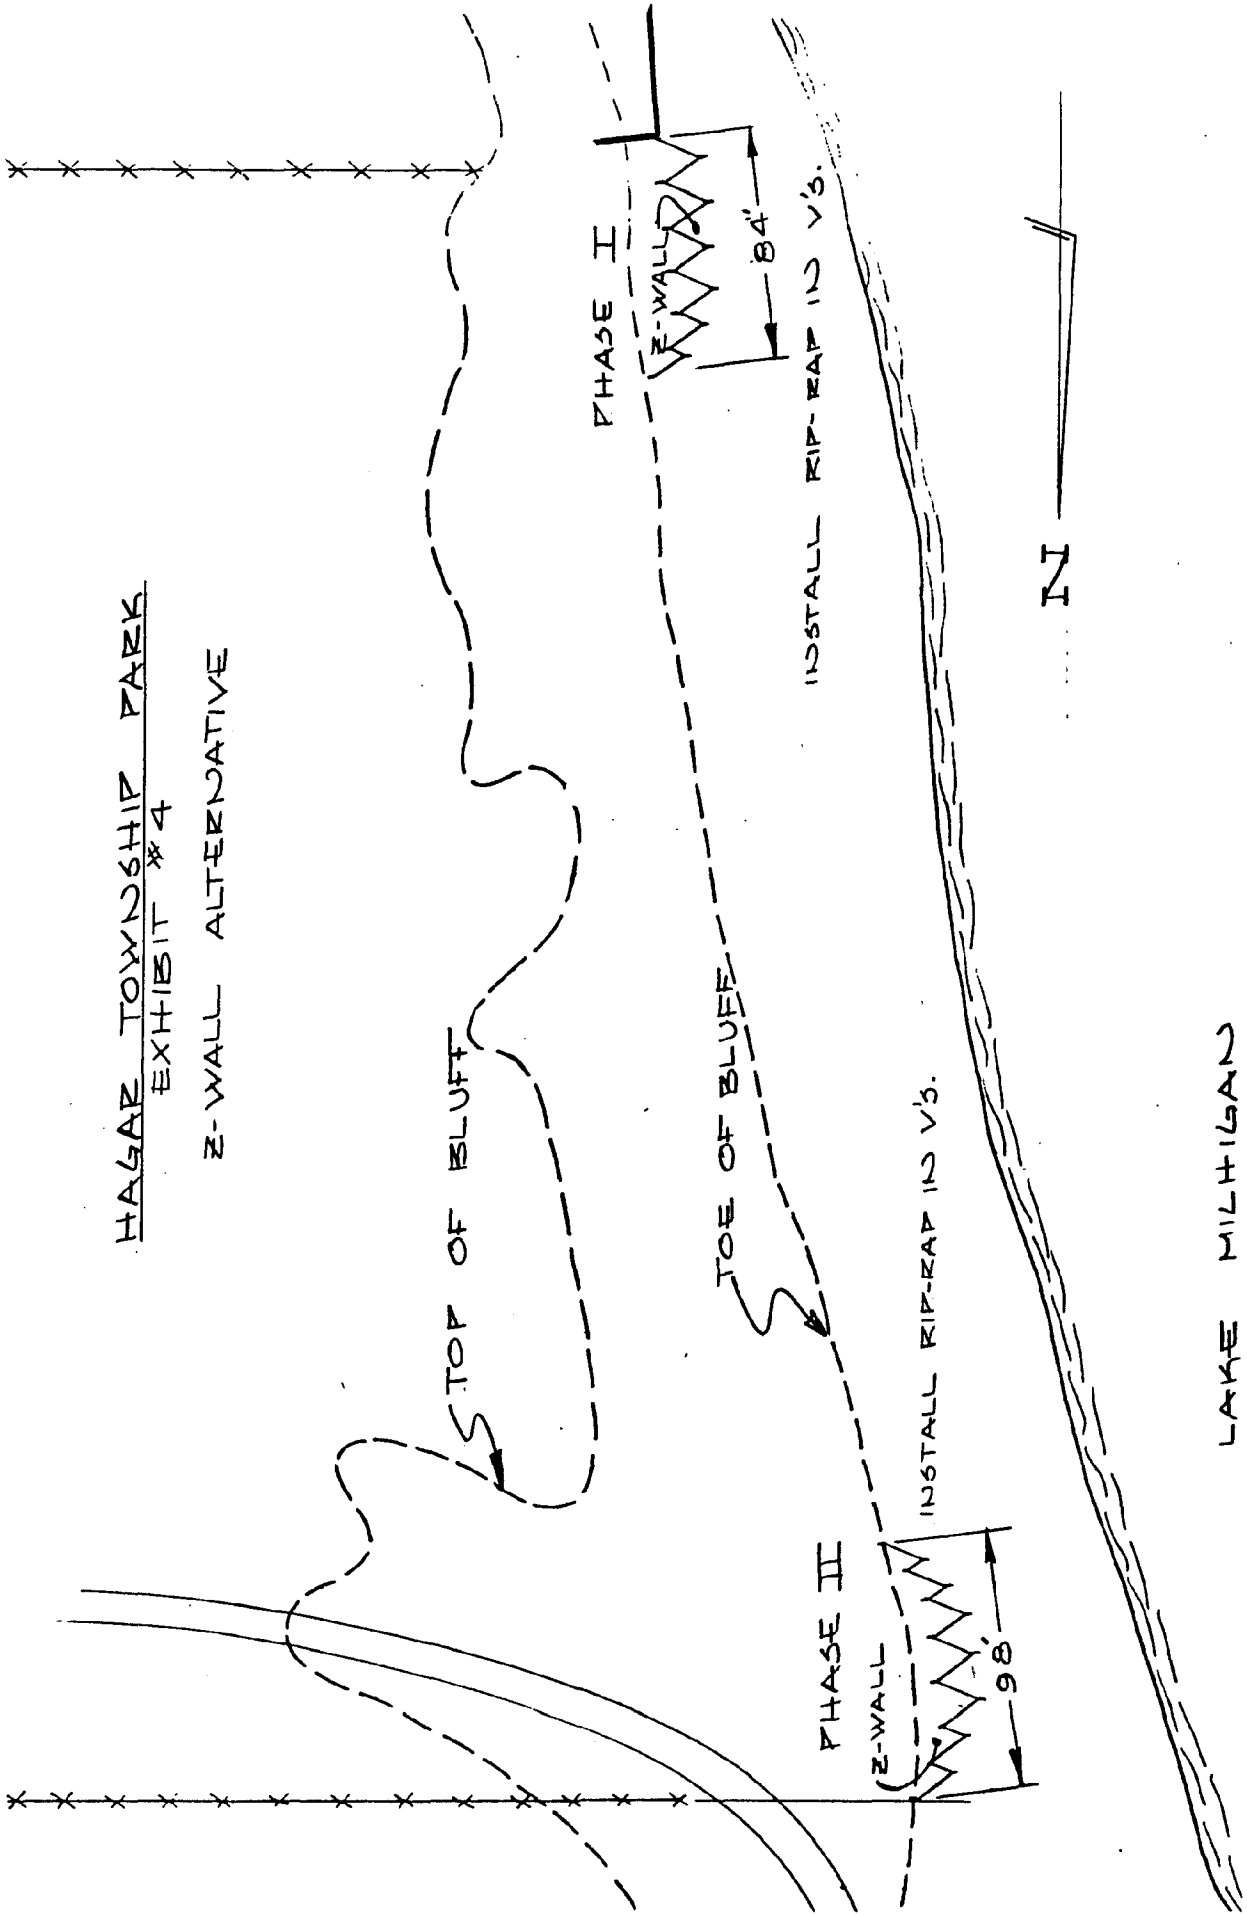 HAGAR TOWNSHIP PARK
EXHIBIT #4
Z-WALL ALTERNATIVE
TOP OF BLUFF
PHASE I
Z-WALL
84'
INSTALL RIP-RAP IN V'S.
TOE OF BLUFF
PHASE II
Z-WALL
98'
INSTALL RIP-RAP IN V'S.
N
LAKE MILHIGAN